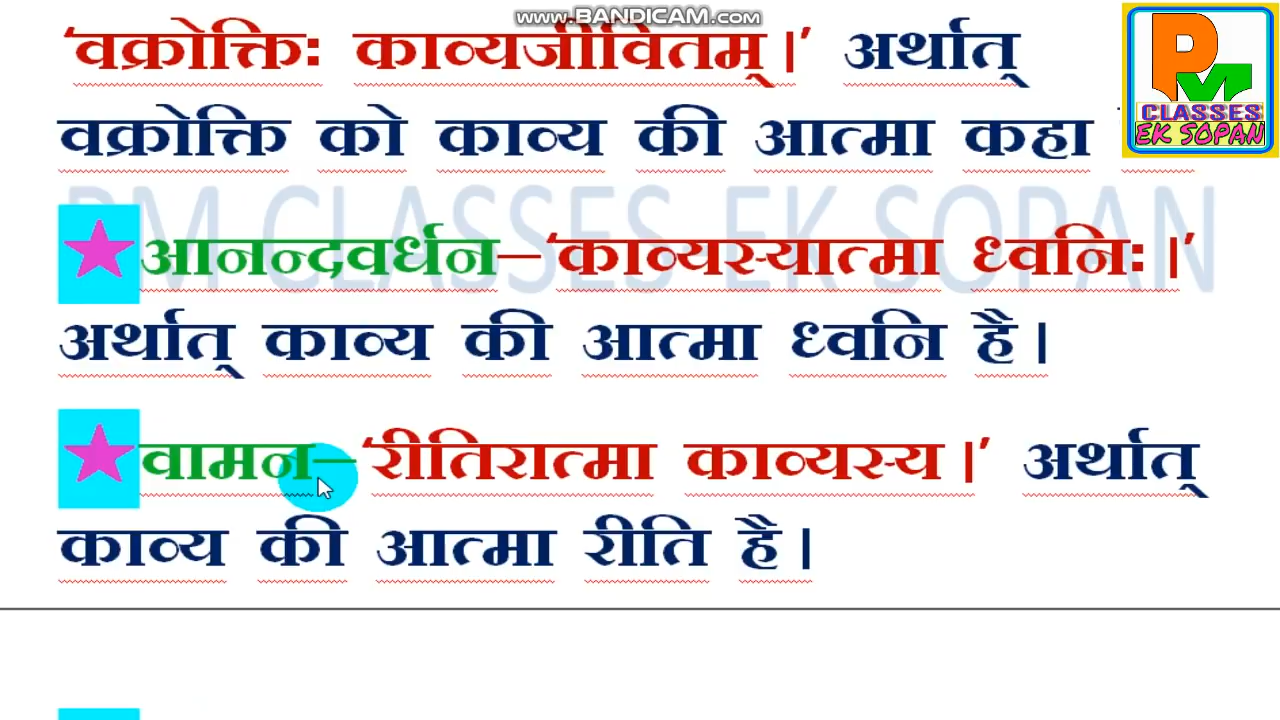 www.BANDICAM.com
‘वक्रोक्तिः काव्यजीवितम्।’ अर्थात्
वक्रोक्ति को काव्य की आत्मा कहा
PM CLASSES EK SOPAN
CLASSES
EK SOPAN
आनन्दवर्धन–‘काव्यस्यात्मा ध्वनिः।’
अर्थात् काव्य की आत्मा ध्वनि है।
वामन–‘रीतिरात्मा काव्यस्य।’ अर्थात्
काव्य की आत्मा रीति है।